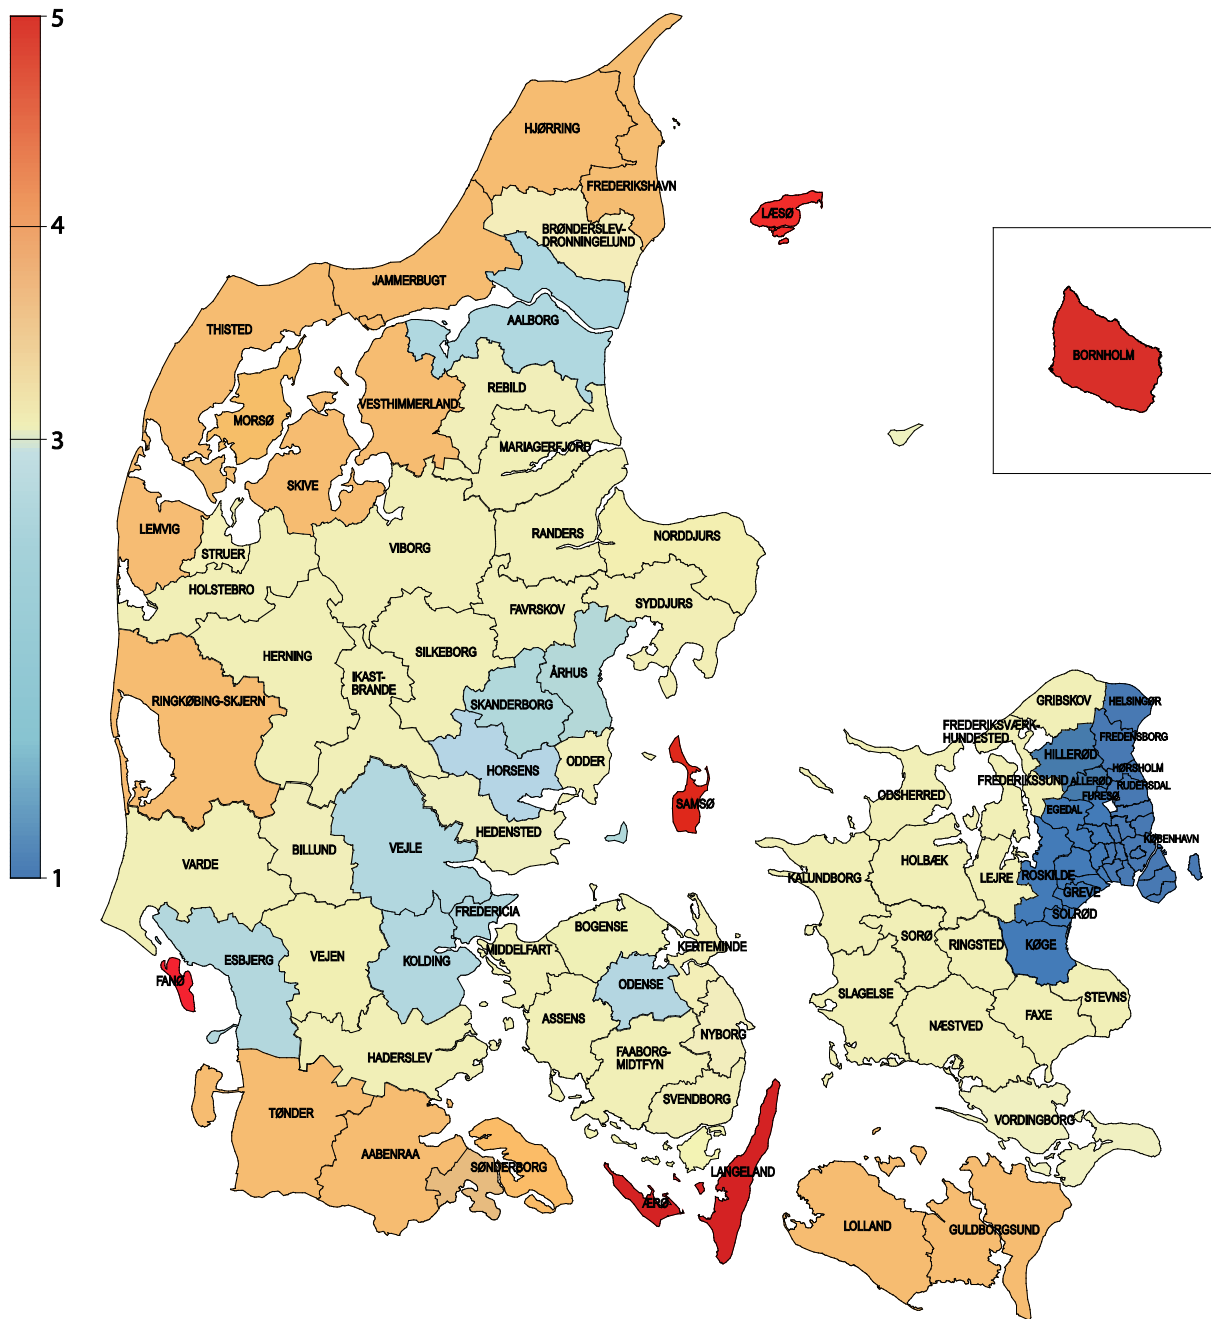 5
4
3
1
HJØRRING
FREDERIKSHAVN
LÆSØ
BRØNDERSLEV-
DRONNINGELUND
JAMMERBUGT
AALBORG
THISTED
BORNHOLM
REBILD
VESTHIMMERLAND
MORSØ
MARIAGERFJORD
SKIVE
LEMVIG
RANDERS
NORDDJURS
VIBORG
STRUER
HOLSTEBRO
FAVRSKOV
SYDDJURS
HERNING
SILKEBORG
IKAST-
BRANDE
ÅRHUS
RINGKØBING-SKJERN
SKANDERBORG
GRIBSKOV
HELSINGØR
FREDERIKSVÆRK-
HUNDESTED
FREDENSBORG
HILLERØD
ODDER
HORSENS
HØRSHOLM
FREDERIKSSUND
ALLERØD
RUDERSDAL
ODSHERRED
FURESØ
SAMSØ
EGEDAL
HEDENSTED
KØBENHAVN
BILLUND
VEJLE
VARDE
HOLBÆK
KALUNDBORG
LEJRE
ROSKILDE
GREVE
FREDERICIA
SOLRØD
BOGENSE
SORØ
RINGSTED
KØGE
MIDDELFART
KERTEMINDE
VEJEN
KOLDING
ESBJERG
FANØ
ODENSE
SLAGELSE
STEVNS
ASSENS
NÆSTVED
FAXE
NYBORG
FAABORG-
MIDTFYN
HADERSLEV
SVENDBORG
TØNDER
VORDINGBORG
AABENRAA
SØNDERBORG
LANGELAND
ÆRØ
LOLLAND
GULDBORGSUND